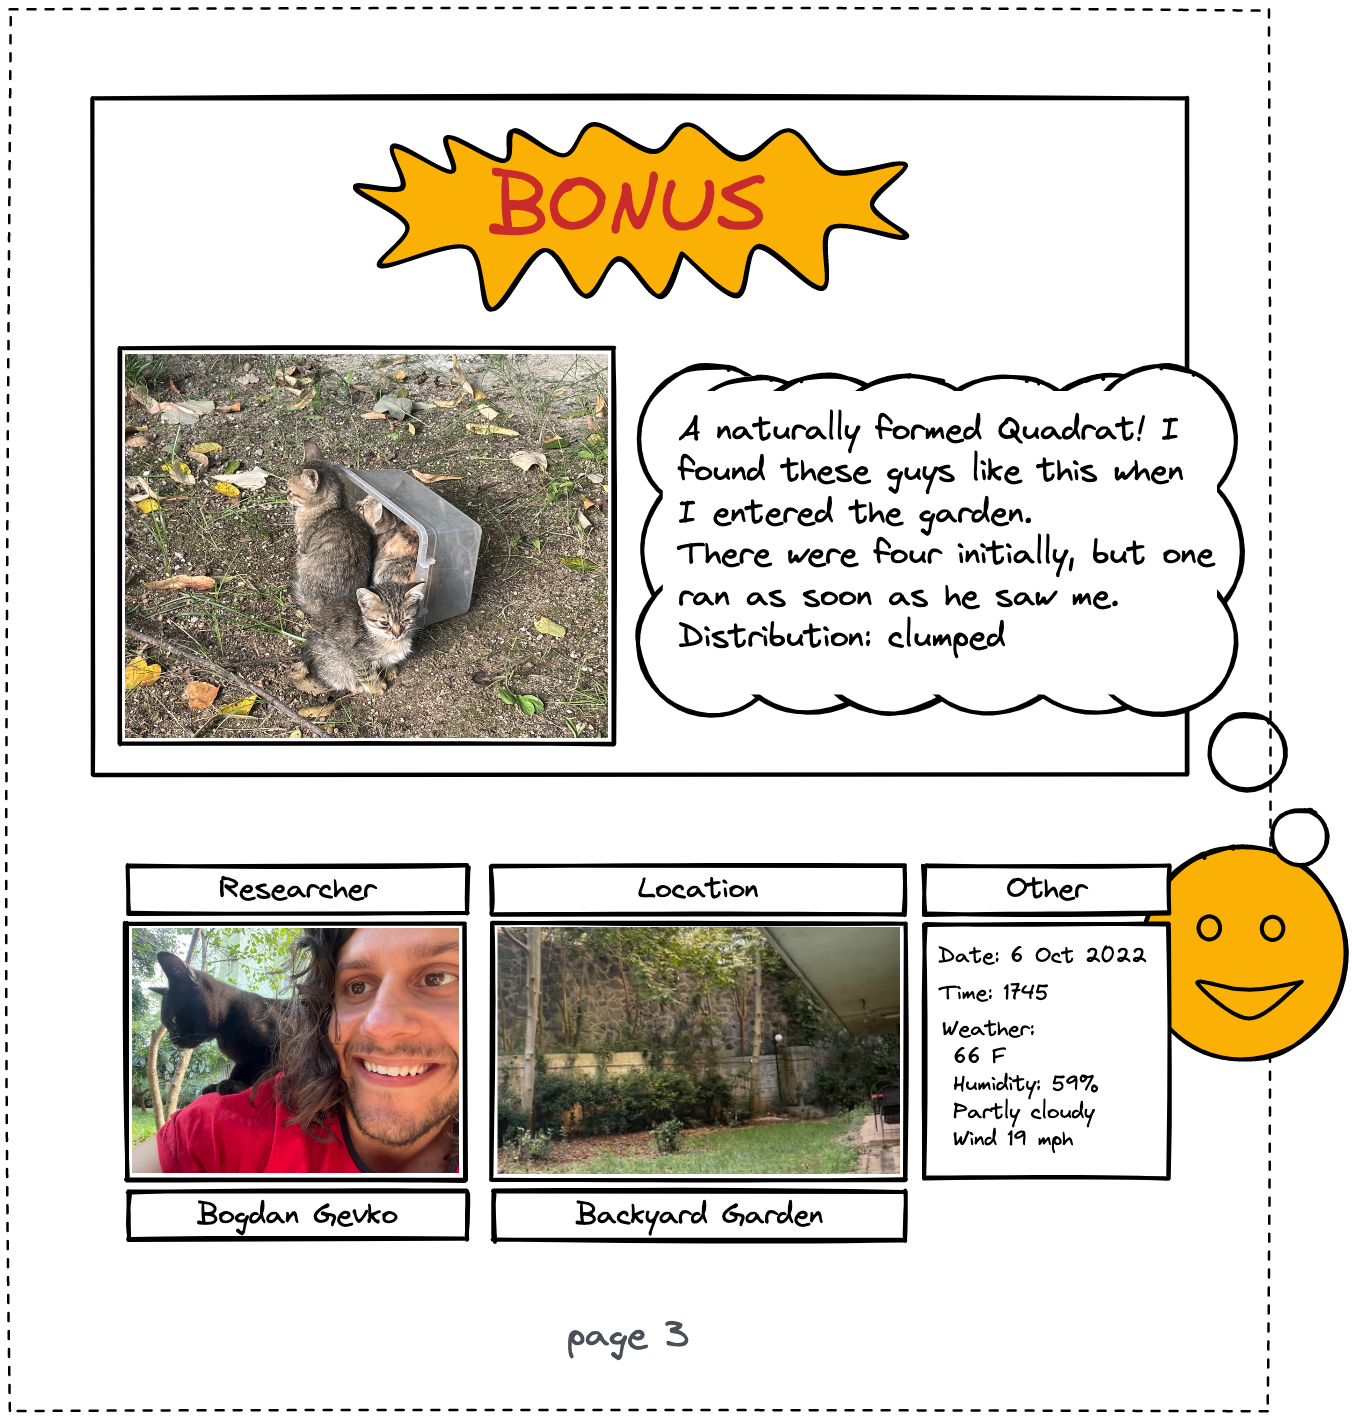 BONUS
A naturally formed Quadrat! I
found these guys like this when
I entered the garden.
There were four initially, but one
ran as soon as he saw me.
Distribution: clumped
Researcher
Bogdan Gevko
Location
Backyard Garden
Other
Date: 6 Oct 2022
Time: 1745
Weather:
66 F
Humidity: 59%
Partly cloudy
Wind 19 mph
page 3